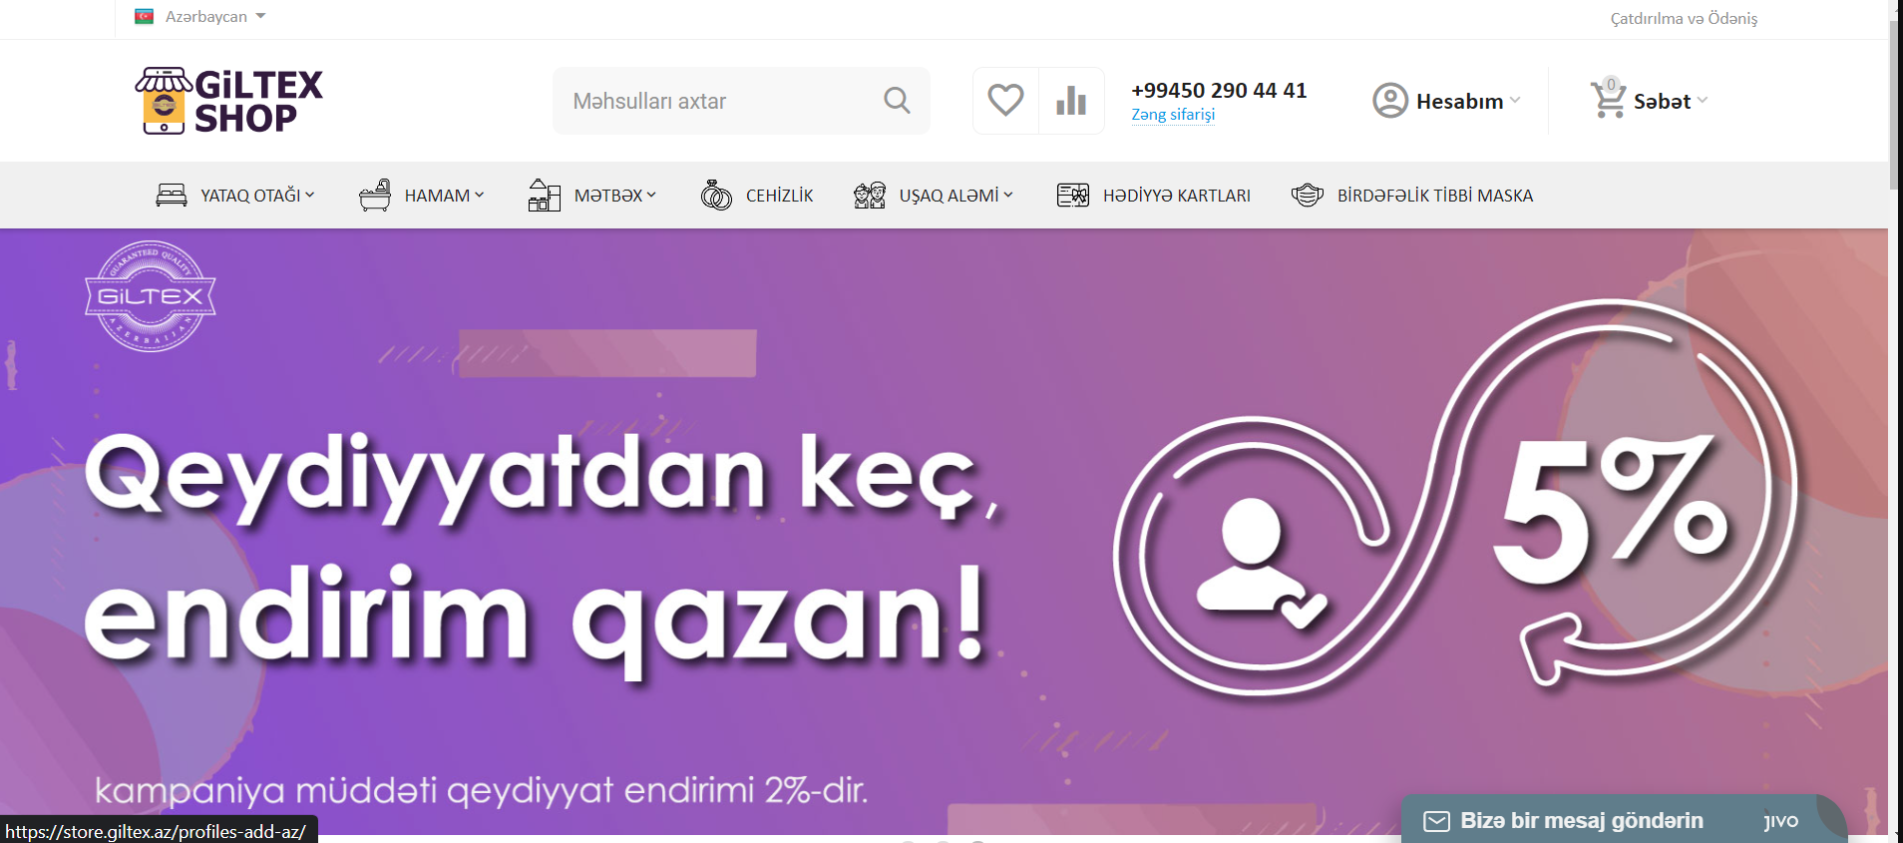 Azərbaycan
Çatdırılma və Ödəniş
GiLTEX
SHOP
Məhsulları axtar
+99450 290 44 41
Zəng sifarişi
Hesabım
0
Səbət
YATAQ OTAĞI
HAMAM
MƏTBƏX
CEHİZLİK
UŞAQ ALƏMİ
HƏDİYYƏ KARTLARI
BİRDƏFƏLİK TİBBİ MASKA
GUARANTEED QUALITY
GiLTEX
AZERBAIJAN
Qeydiyyatdan keç,
endirim qazan!
5%
kampaniya müddəti qeydiyyat endirimi 2%-dir.
https://store.giltex.az/profiles-add-az/
Bizə bir mesaj göndərin
jivo